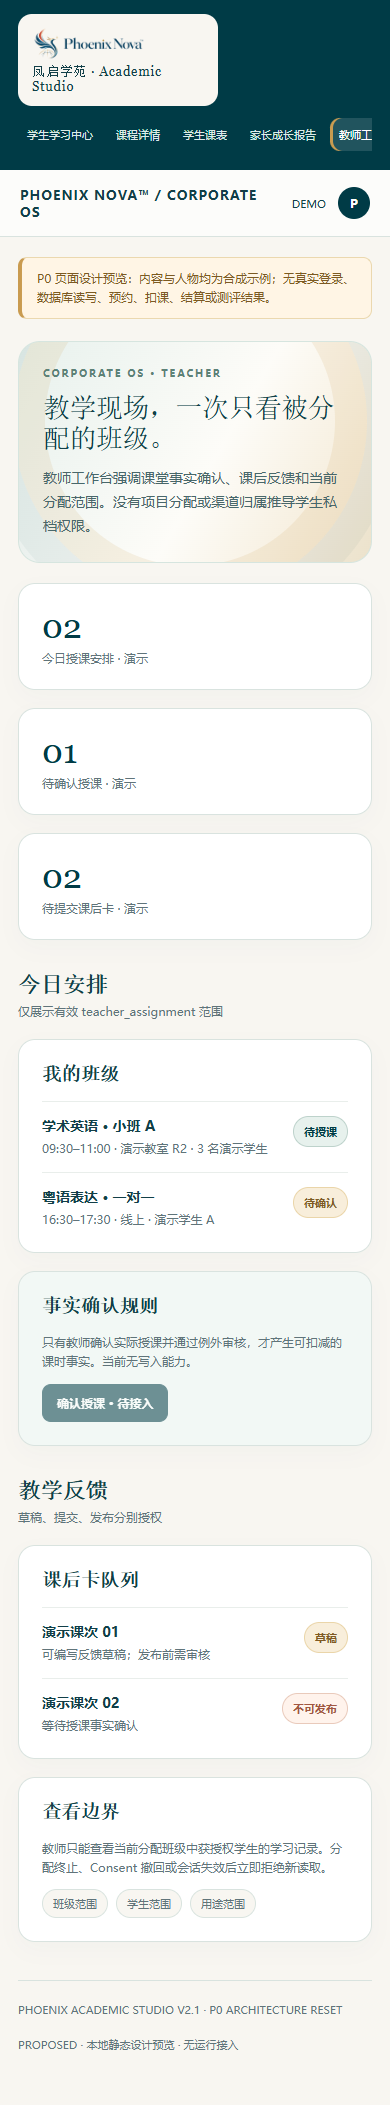 Phoenix Nova™
凤启学苑 · Academic
Studio
学生学习中心 课程详情 学生课表 家长成长报告 教师工
PHOENIX NOVA™ / CORPORATE
OS
DEMO P
P0 页面设计预览：内容与人物均为合成示例；无真实登录、
数据库读写、预约、扣课、结算或测评结果。
CORPORATE OS • TEACHER
教学现场，一次只看被分
配的班级。
教师工作台强调课堂事实确认、课后反馈和当前
分配范围。没有项目分配或渠道归属推导学生私
档权限。
02
今日授课安排 · 演示
01
待确认授课 · 演示
02
待提交课后卡 · 演示
今日安排
仅展示有效 teacher_assignment 范围
我的班级
学术英语 • 小班 A
待授课
09:30–11:00 · 演示教室 R2 · 3 名演示学生
粤语表达 • 一对一
待确认
16:30–17:30 · 线上 · 演示学生 A
事实确认规则
只有教师确认实际授课并通过例外审核，才产生可扣减的
课时事实。当前无写入能力。
确认授课 • 待接入
教学反馈
草稿、提交、发布分别授权
课后卡队列
演示课次 01
草稿
可编写反馈草稿；发布前需审核
演示课次 02
不可发布
等待授课事实确认
查看边界
教师只能查看当前分配班级中获授权学生的学习记录。分
配终止、Consent 撤回或会话失效后立即拒绝新读取。
班级范围 学生范围 用途范围
PHOENIX ACADEMIC STUDIO V2.1 · P0 ARCHITECTURE RESET
PROPOSED · 本地静态设计预览 · 无运行接入